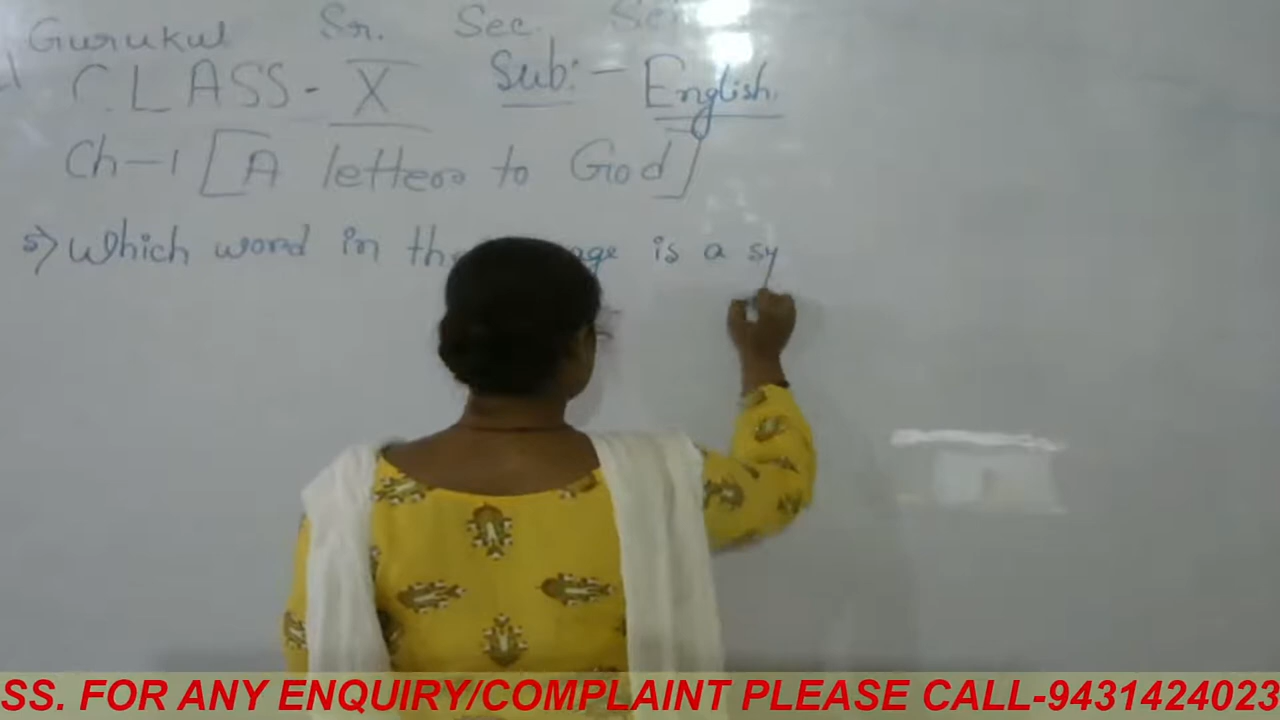 Gurukul Sr. Sec.
CLASS - X Sub:- English.
Ch-1 [A letter to God]
5) Which word in is a sy
SS. FOR ANY ENQUIRY/COMPLAINT PLEASE CALL-9431424023